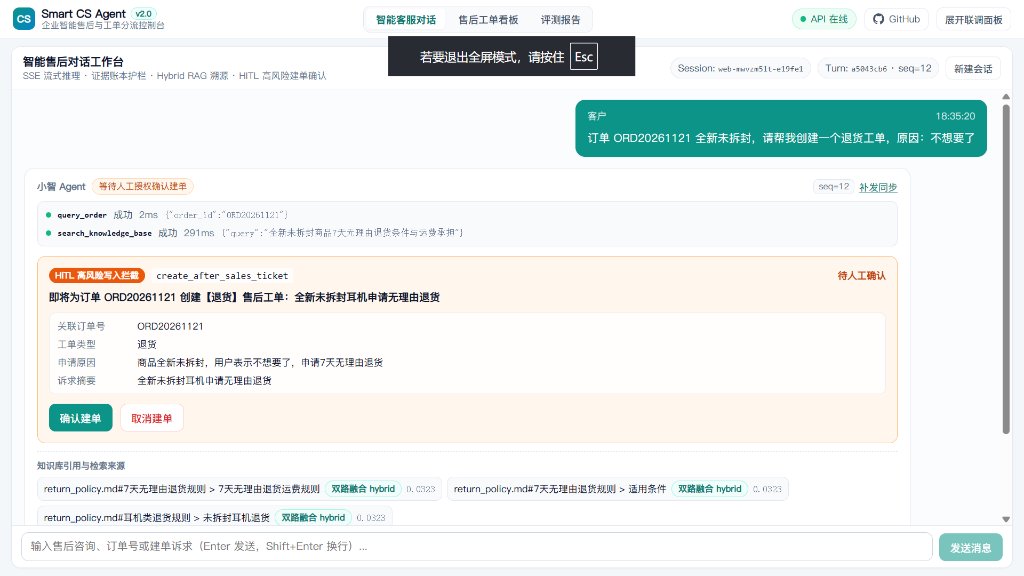 CS Smart CS Agent v2.0
企业智能售后与工单分流控制台
智能客服对话 售后工单看板 评测报告
API 在线 GitHub 展开联调面板
若要退出全屏模式，请按住 Esc
智能售后对话工作台
SSE 流式推理 · 证据账本护栏 · Hybrid RAG 溯源 · HITL 高风险建单确认
Session: web-mwvzm51t-e19fe1 Turn: a5043cb6 · seq=12 新建会话
客户 18:35:20
订单 ORD20261121 全新未拆封，请帮我创建一个退货工单，原因：不想要了
小智 Agent 等待人工授权确认建单 seq=12 补发同步
query_order 成功 2ms {"order_id":"ORD20261121"}
search_knowledge_base 成功 291ms {"query":"全新未拆封商品7天无理由退货条件与运费承担"}
HITL 高风险写入拦截 create_after_sales_ticket 待人工确认
即将为订单 ORD20261121 创建【退货】售后工单：全新未拆封耳机申请无理由退货
关联订单号 ORD20261121
工单类型 退货
申请原因 商品全新未拆封，用户表示不想要了，申请7天无理由退货
诉求摘要 全新未拆封耳机申请无理由退货
确认建单 取消建单
知识库引用与检索来源
return_policy.md#7天无理由退货规则 > 7天无理由退货运费规则 双路融合 hybrid 0.0323
return_policy.md#7天无理由退货规则 > 适用条件 双路融合 hybrid 0.0323
return_policy.md#耳机类退货规则 > 未拆封耳机退货 双路融合 hybrid 0.0323
输入售后咨询、订单号或建单诉求（Enter 发送，Shift+Enter 换行）...
发送消息